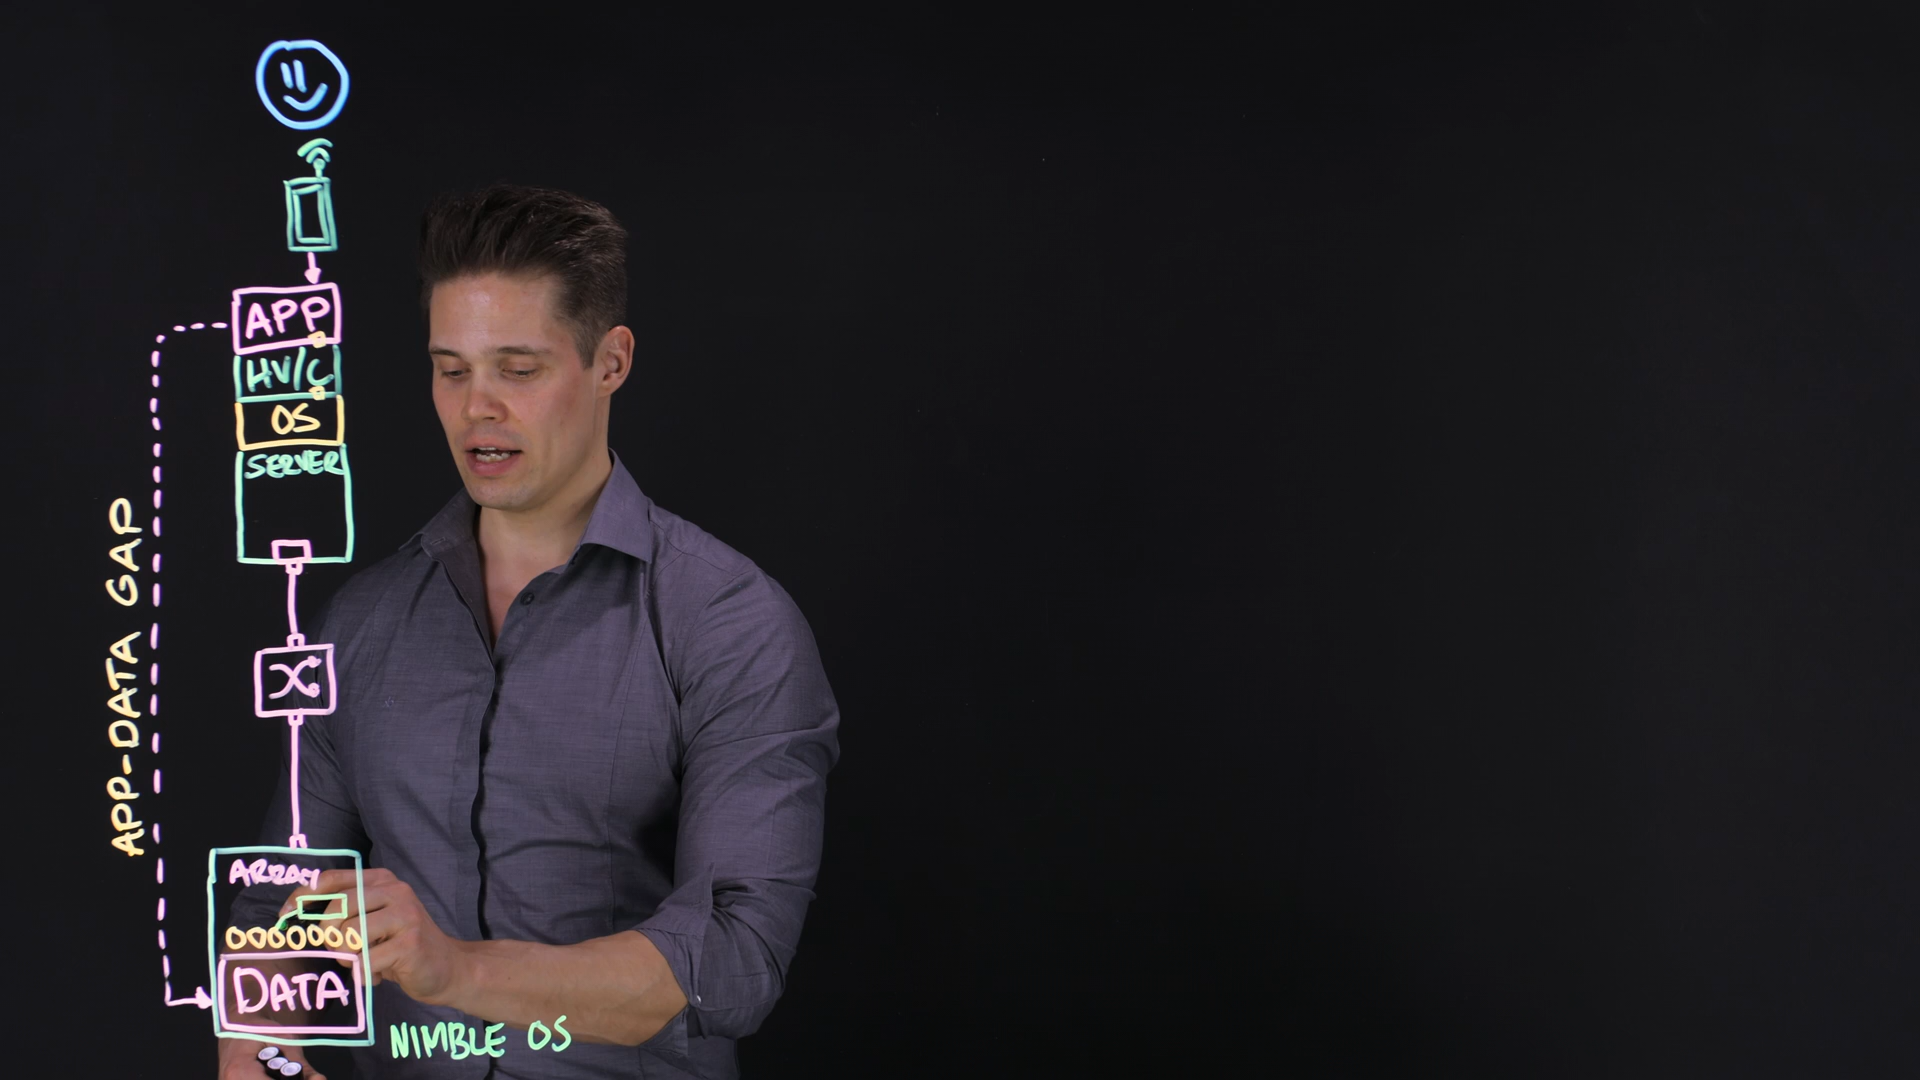 APP
HV/C
OS
SERVER
APP-DATA GAP
ARRAY
DATA
NIMBLE OS